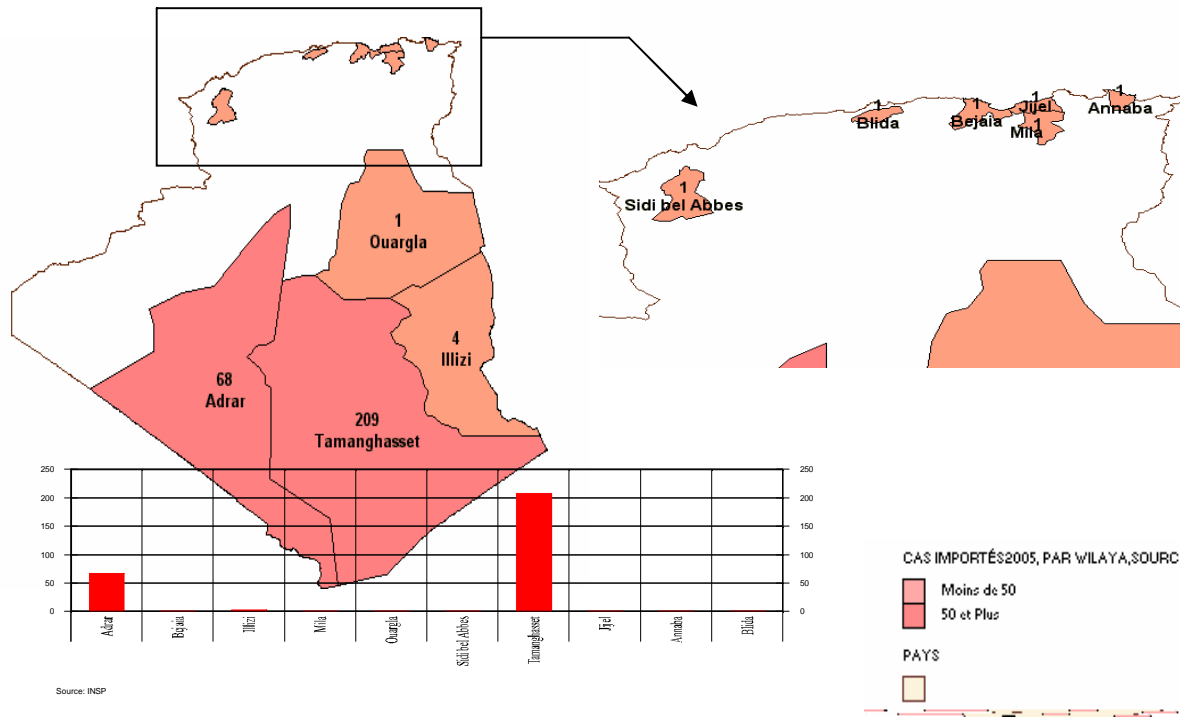 1
Ouargla
4
Illizi
68
Adrar
209
Tamanghasset
1
Blida
1
Bejaia
1
Jijel
1
Mila
1
Annaba
1
Sidi bel Abbes
250
200
150
100
50
0
250
200
150
100
50
0
Adrar
Bejaia
Illizi
Mila
Ouargla
Sidi bel Abbes
Tamanghasset
Jijel
Annaba
Blida
Source: INSP
CAS IMPORTÉS2005, PAR WILAYA,SOURC
Moins de 50
50 et Plus
PAYS